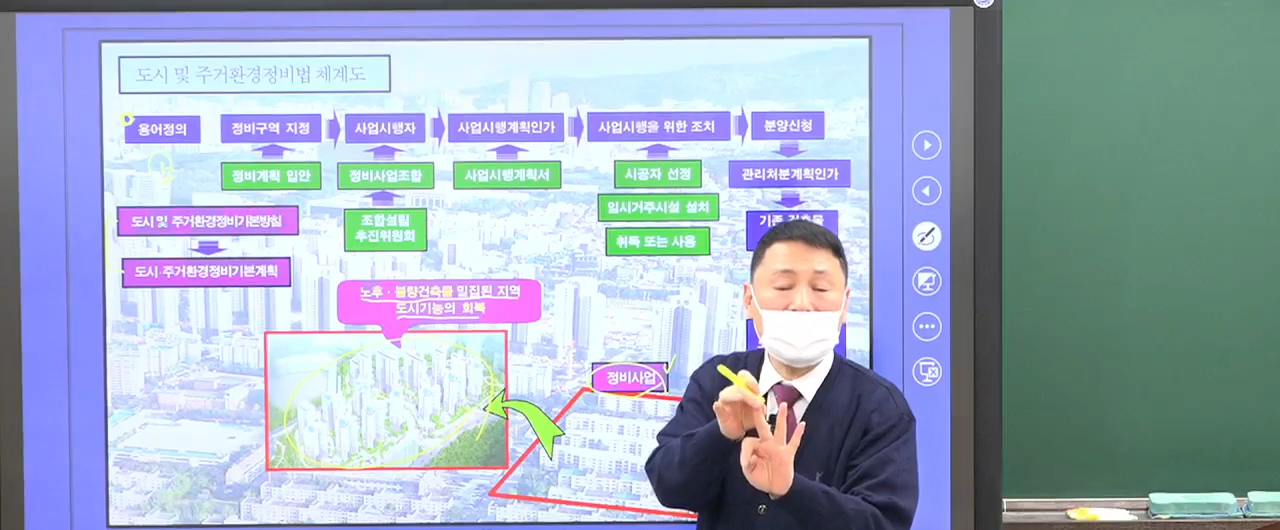 도시 및 주거환경정비법 체계도
용어정의
정비구역 지정
사업시행자
사업시행계획인가
사업시행을 위한 조치
분양신청
정비계획 입안
정비사업조합
사업시행계획서
시공자 선정
관리처분계획인가
도시 및 주거환경정비기본방침
조합설립
추진위원회
임시거주시설 설치
기존 건축물
취득 또는 사용
도시·주거환경정비기본계획
노후·불량건축물 밀집된 지역
도시기능의 회복
정비사업